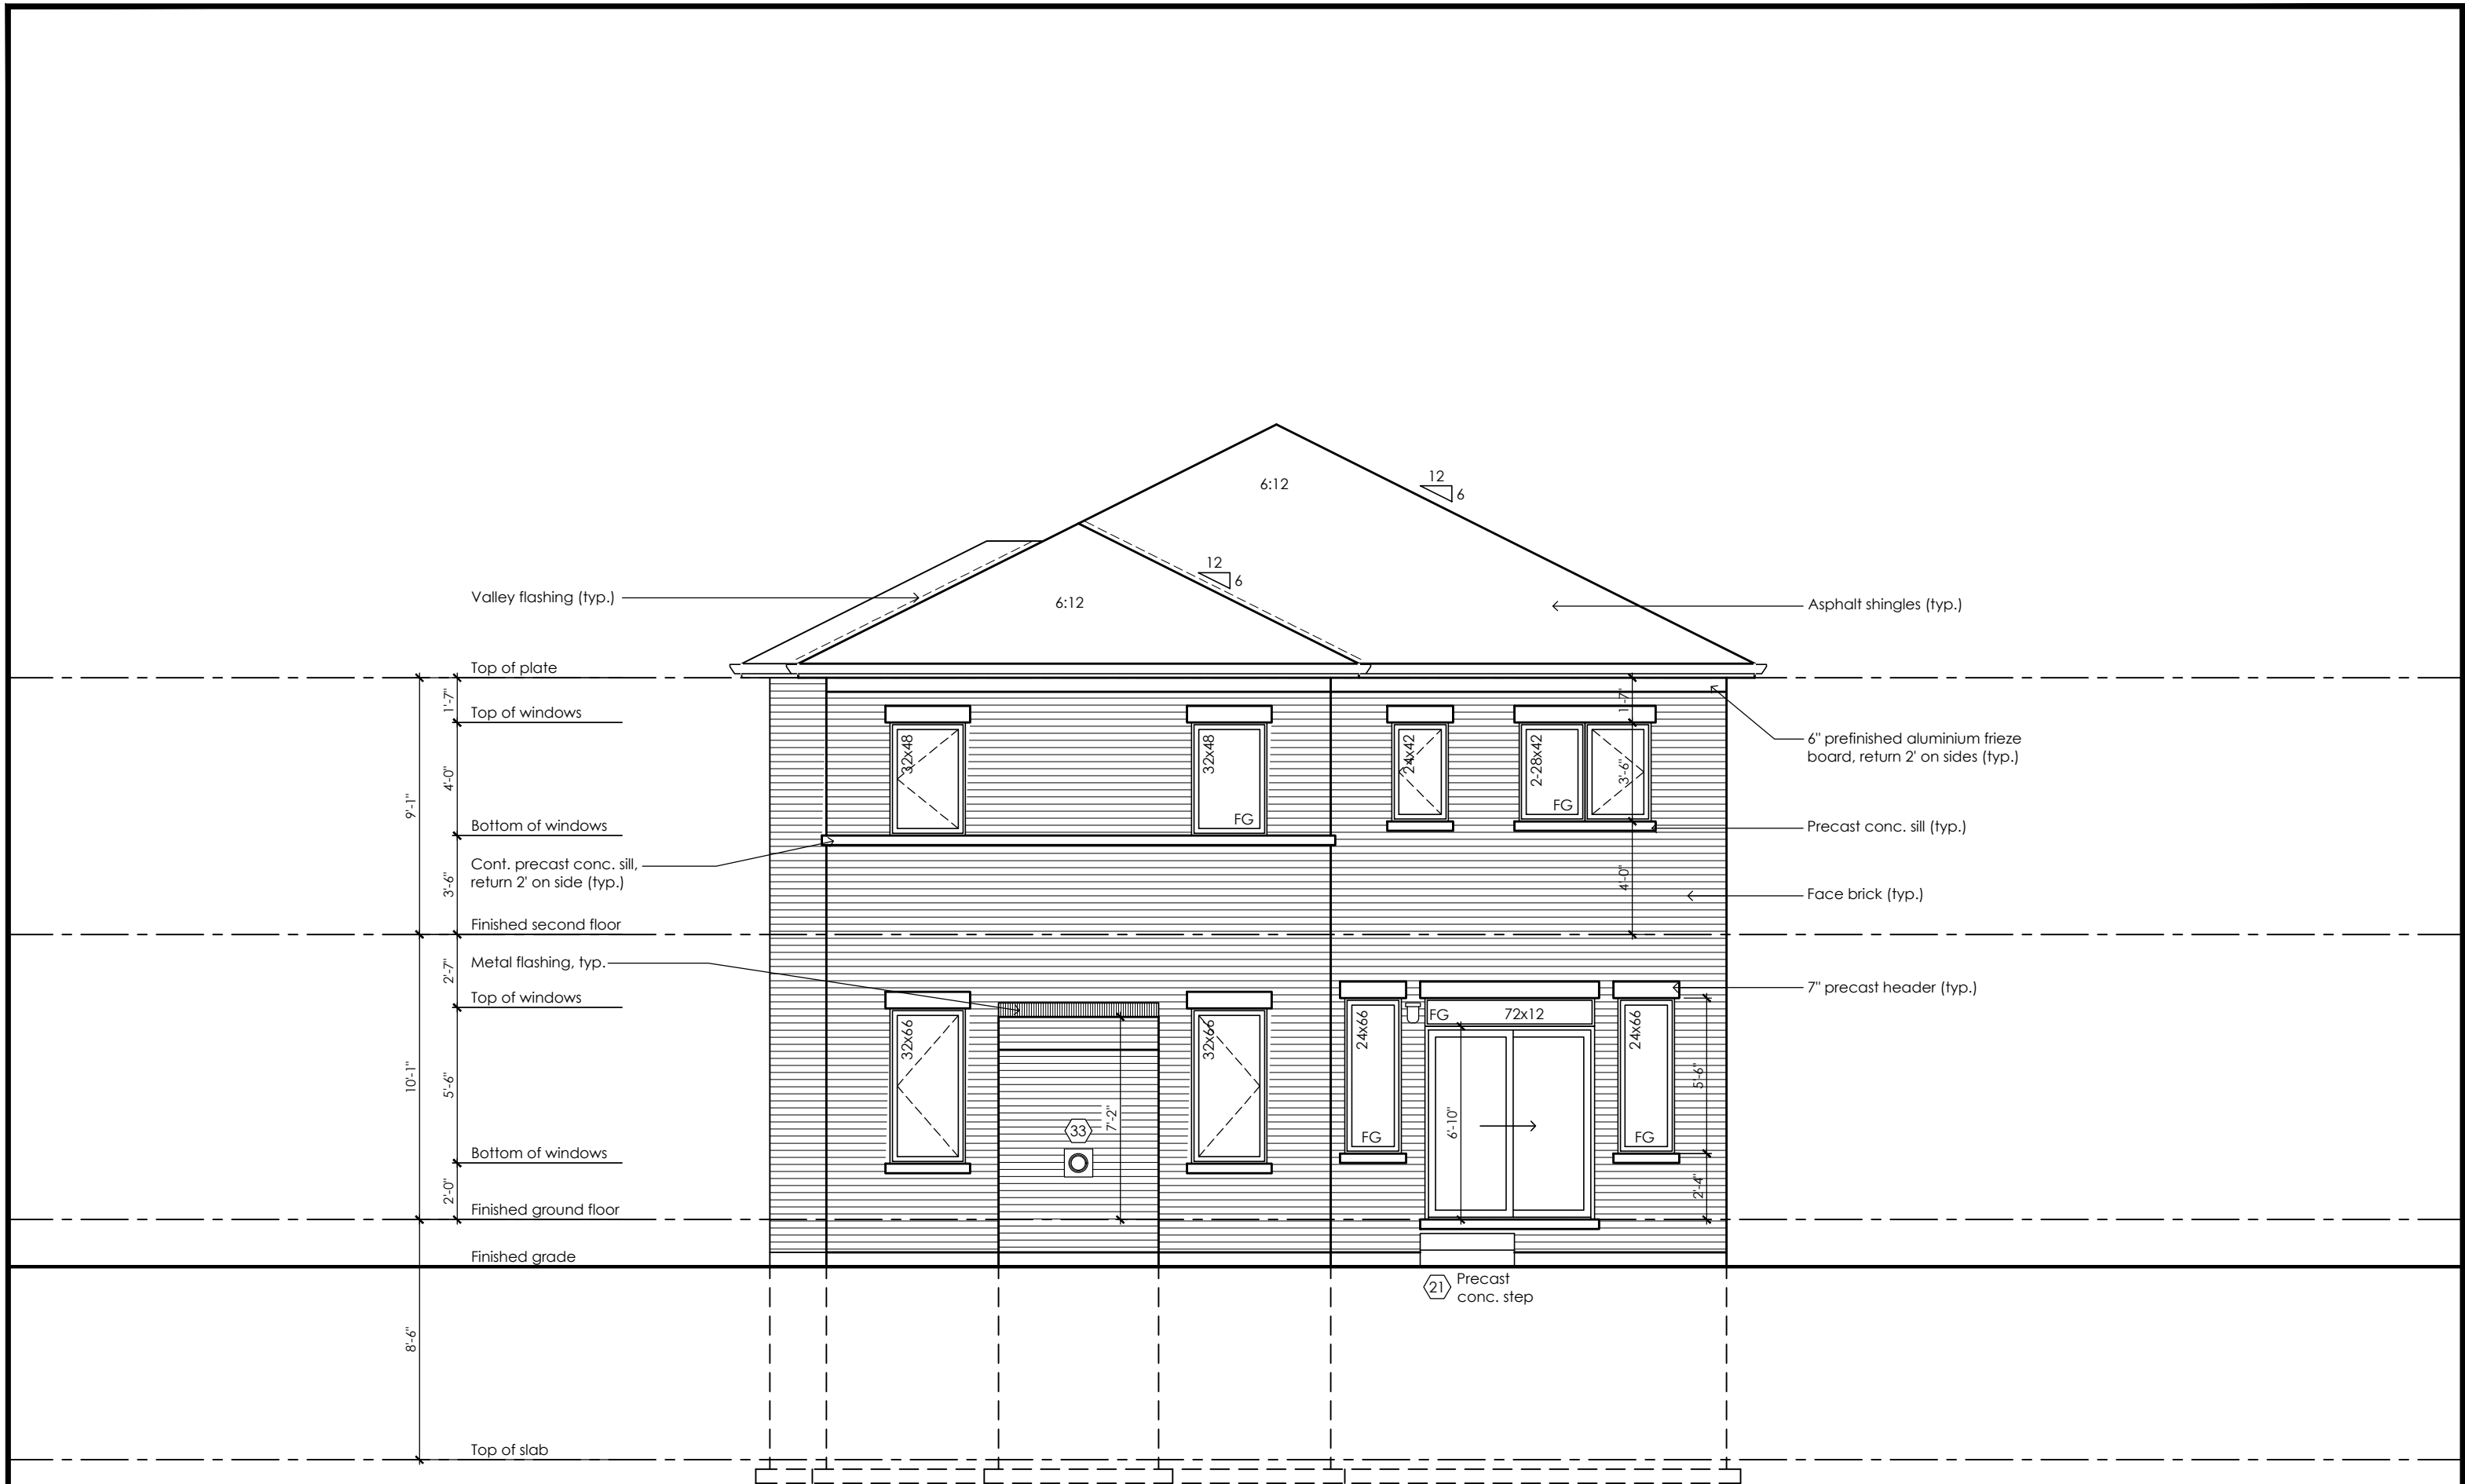 12
6
6:12
12
6
6:12
Valley flashing (typ.)
Asphalt shingles (typ.)
Top of plate
1'-7"
Top of windows
4'-0"
9'-1"
Bottom of windows
Cont. precast conc. sill,
return 2' on side (typ.)
3'-6"
Finished second floor
Metal flashing, typ.
2'-7"
Top of windows
10'-1"
5'-6"
Bottom of windows
2'-0"
Finished ground floor
Finished grade
8'-6"
Top of slab
32x48
32x48
FG
24x42
2-28x42
FG
1'-7"
3'-6"
4'-0"
6" prefinished aluminium frieze
board, return 2' on sides (typ.)
Precast conc. sill (typ.)
Face brick (typ.)
7" precast header (typ.)
32x66
33
7'-2"
32x66
24x66
FG
FG
72x12
6'-10"
24x66
FG
5'-6"
2'-4"
21
Precast
conc. step